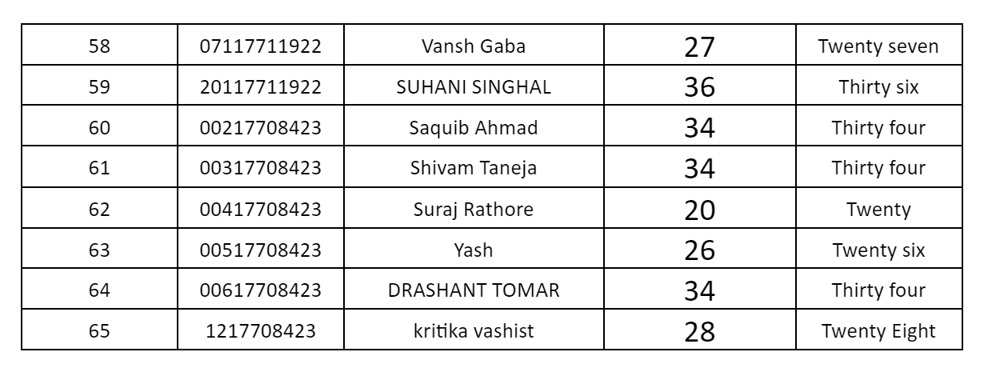 58 07117711922 Vansh Gaba 27 Twenty seven
59 20117711922 SUHANI SINGHAL 36 Thirty six
60 00217708423 Saquib Ahmad 34 Thirty four
61 00317708423 Shivam Taneja 34 Thirty four
62 00417708423 Suraj Rathore 20 Twenty
63 00517708423 Yash 26 Twenty six
64 00617708423 DRASHANT TOMAR 34 Thirty four
65 1217708423 kritika vashist 28 Twenty Eight